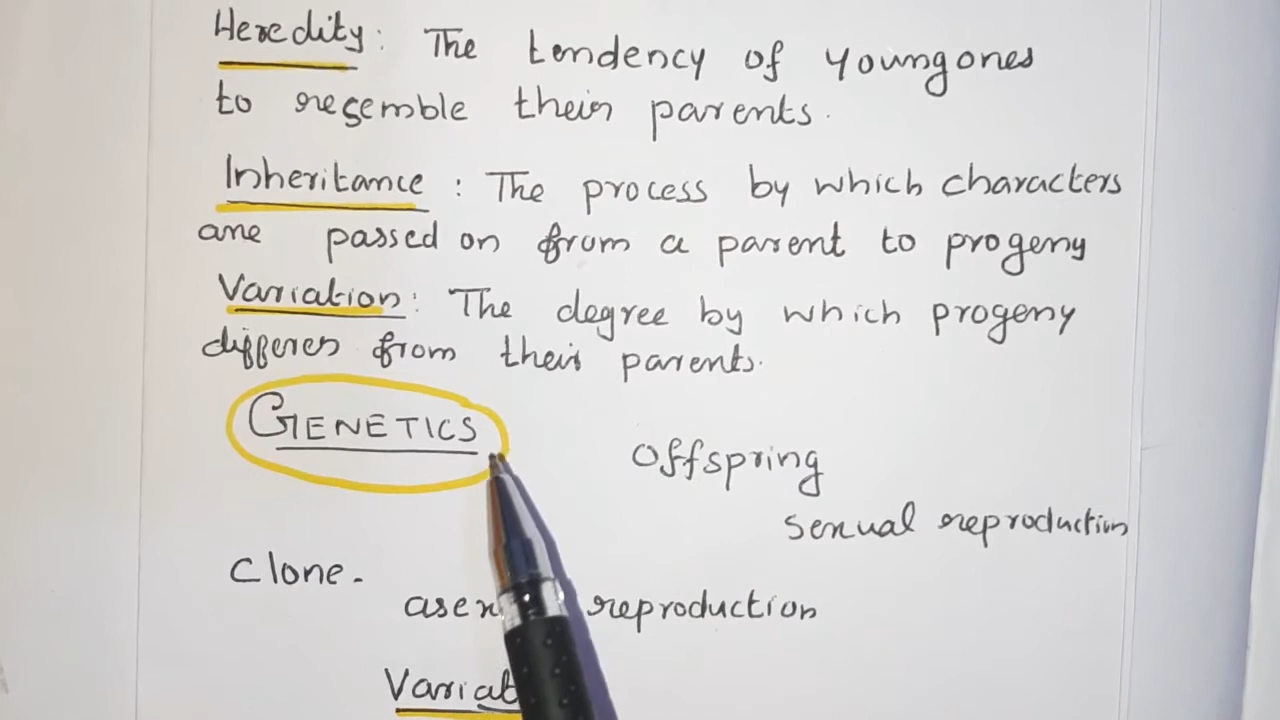 Heredity: The tendency of youngones
to resemble their parents.
Inheritance: The process by which characters
are passed on from a parent to progeny
Variation: The degree by which progeny
differes from their parents.
GENETICS
Offspring
sexual reproduction
Clone.
reproduction